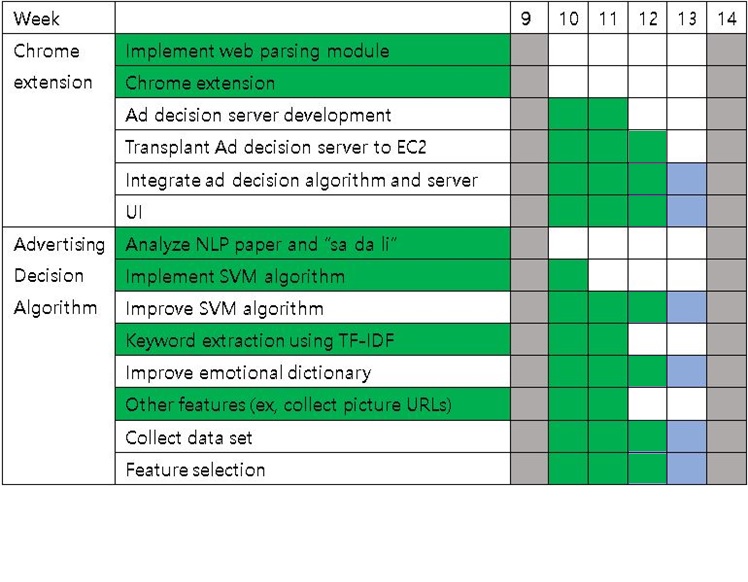 Week 9 10 11 12 13 14
Chrome Implement web parsing module
extension Chrome extension
Ad decision server development
Transplant Ad decision server to EC2
Integrate ad decision algorithm and server
UI
Advertising Analyze NLP paper and “sa da li”
Decision Implement SVM algorithm
Algorithm Improve SVM algorithm
Keyword extraction using TF-IDF
Improve emotional dictionary
Other features (ex, collect picture URLs)
Collect data set
Feature selection